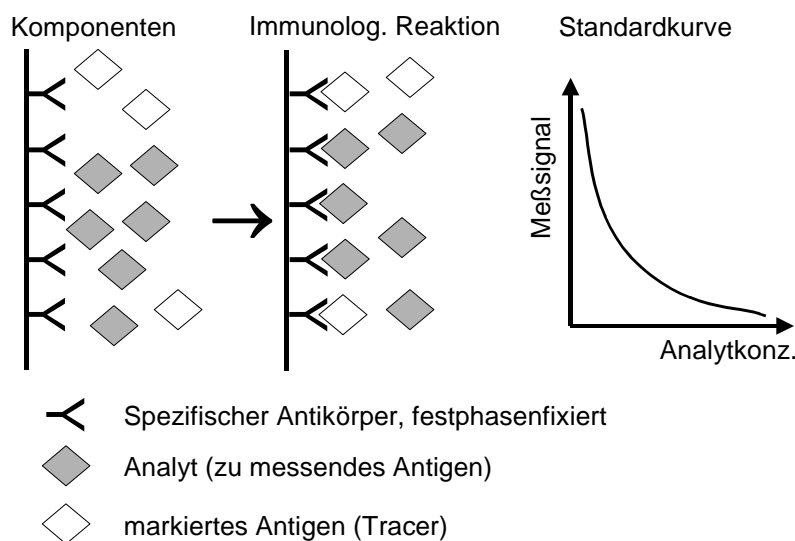 Komponenten
Immunolog. Reaktion
Standardkurve
Meßsignal
Analytkonz.
Spezifischer Antikörper, festphasenfixiert
Analyt (zu messendes Antigen)
markiertes Antigen (Tracer)